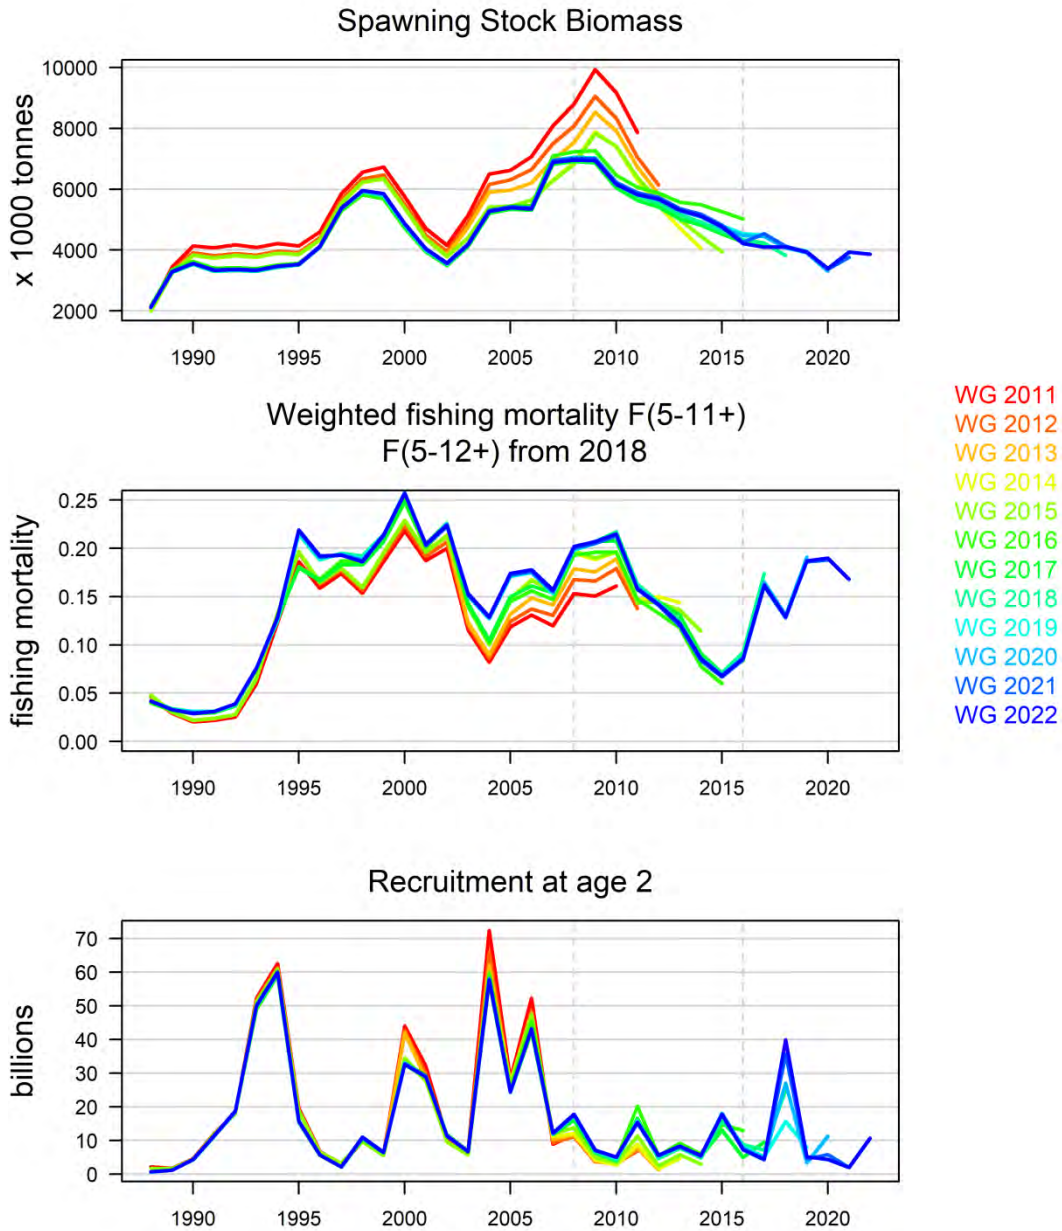 Spawning Stock Biomass
x 1000 tonnes
10000
8000
6000
4000
2000
1990 1995 2000 2005 2010 2015 2020
Weighted fishing mortality F(5-11+)
F(5-12+) from 2018
fishing mortality
0.25
0.20
0.15
0.10
0.05
0.00
1990 1995 2000 2005 2010 2015 2020
WG 2011
WG 2012
WG 2013
WG 2014
WG 2015
WG 2016
WG 2017
WG 2018
WG 2019
WG 2020
WG 2021
WG 2022
Recruitment at age 2
billions
70
60
50
40
30
20
10
0
1990 1995 2000 2005 2010 2015 2020